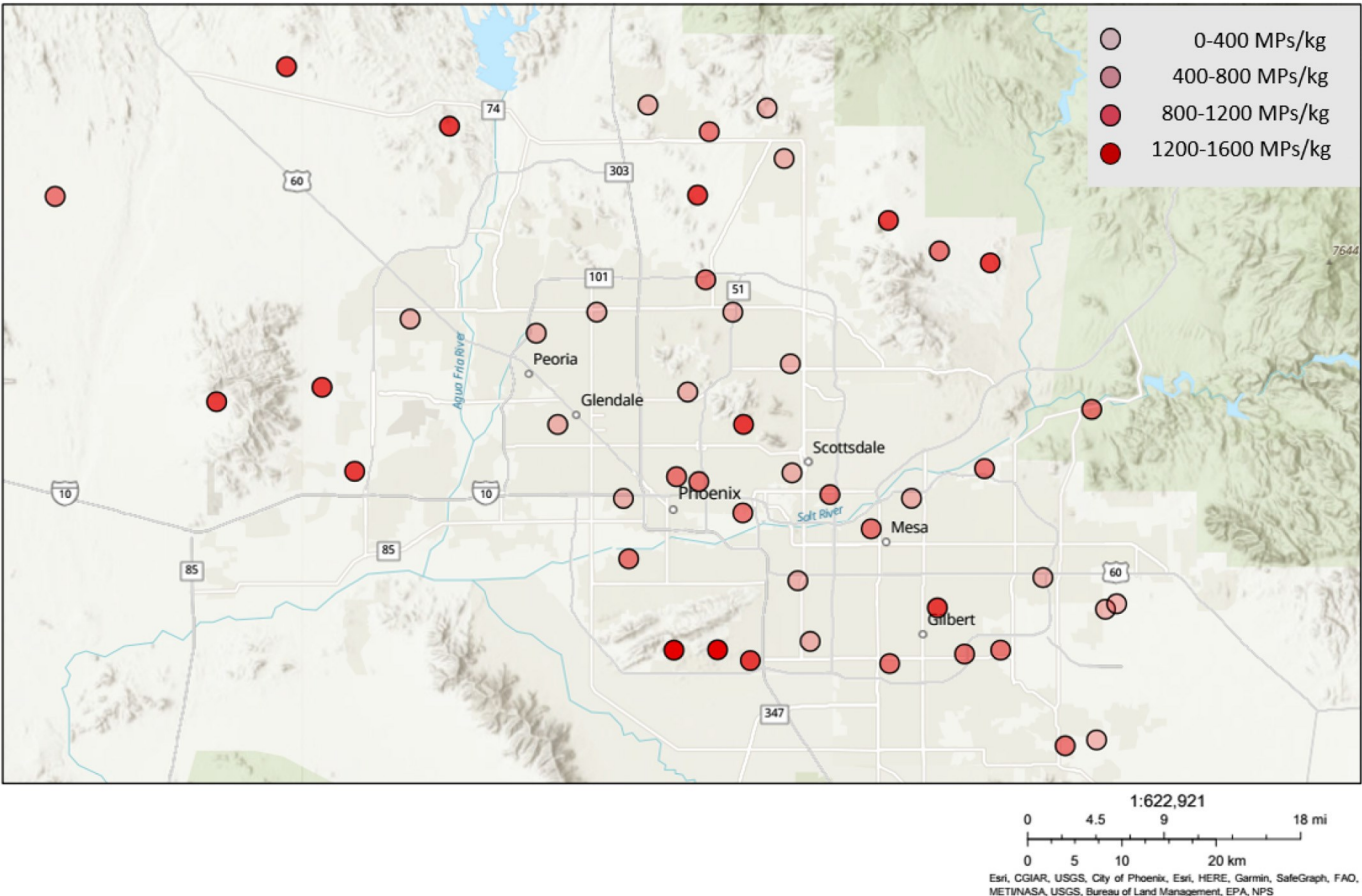 0-400 MPs/kg
400-800 MPs/kg
800-1200 MPs/kg
1200-1600 MPs/kg
74
303
60
7644
101
51
Agua Fria River
Peoria
Glendale
Scottsdale
10
10
Phoenix
Salt River
Mesa
85
85
60
Gilbert
347
1:622,921
0 4.5 9 18 mi
0 5 10 20 km
Esri, CGIAR, USGS, City of Phoenix, Esri, HERE, Garmin, SafeGraph, FAO,
METI/NASA, USGS, Bureau of Land Management, EPA, NPS